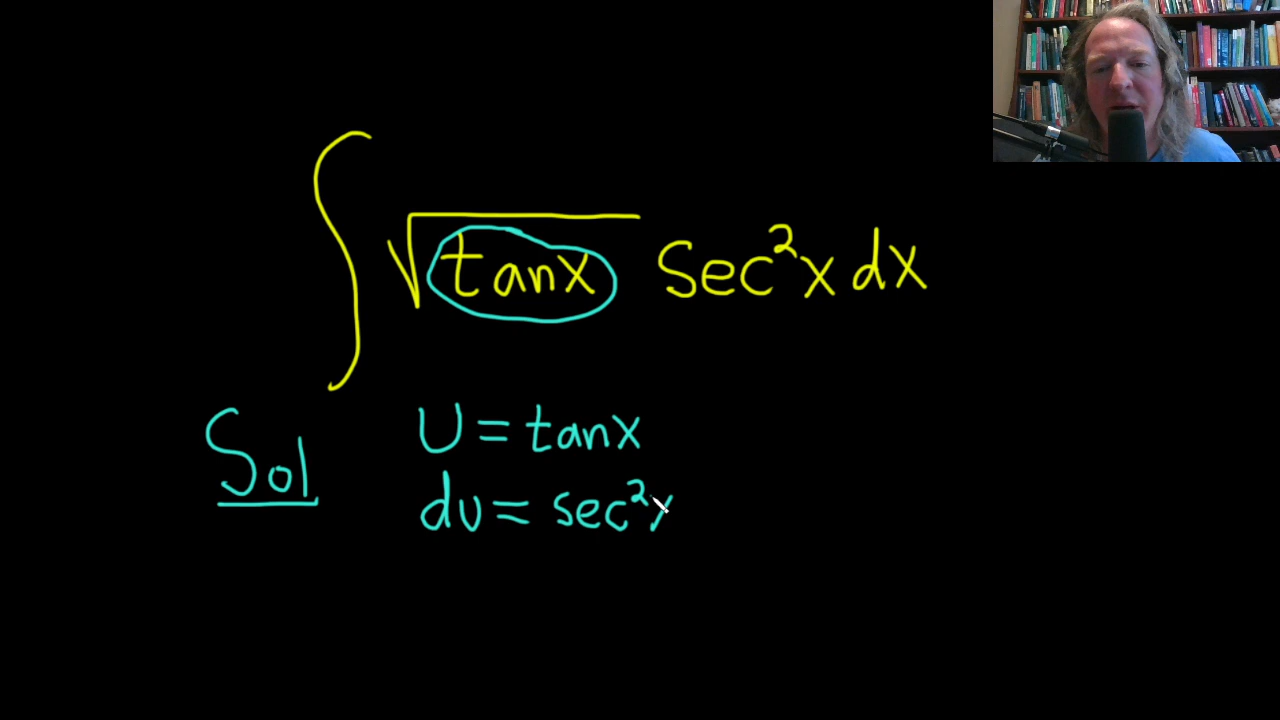 ∫ √tanx sec²x dx
Sol U = tanx
du = sec²x